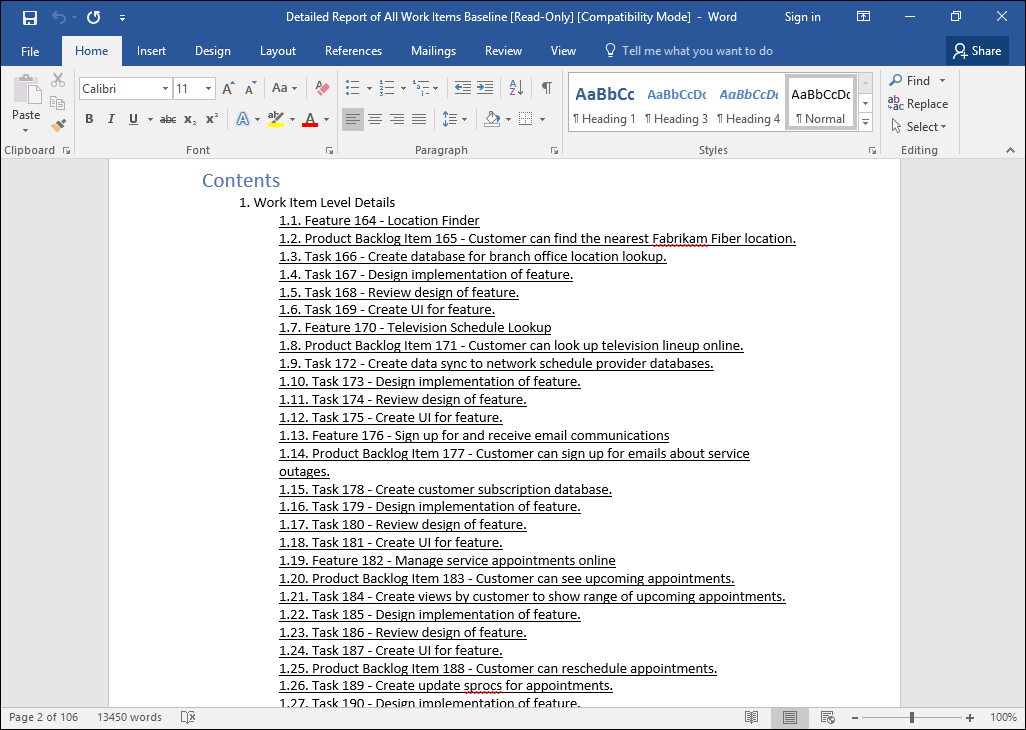 Detailed Report of All Work Items Baseline [Read-Only] [Compatibility Mode] - Word
Sign in
File
Home
Insert
Design
Layout
References
Mailings
Review
View
Tell me what you want to do
Share
Paste
Clipboard
Calibri
11
Aa
B I U abc x₂ x²
Font
Paragraph
AaBbCc
¶ Heading 1
AaBbCcDc
¶ Heading 3
AaBbCcDc
¶ Heading 4
AaBbCcDc
¶ Normal
Styles
Find
Replace
Select
Editing
Contents
1. Work Item Level Details
1.1. Feature 164 - Location Finder
1.2. Product Backlog Item 165 - Customer can find the nearest Fabrikam Fiber location.
1.3. Task 166 - Create database for branch office location lookup.
1.4. Task 167 - Design implementation of feature.
1.5. Task 168 - Review design of feature.
1.6. Task 169 - Create UI for feature.
1.7. Feature 170 - Television Schedule Lookup
1.8. Product Backlog Item 171 - Customer can look up television lineup online.
1.9. Task 172 - Create data sync to network schedule provider databases.
1.10. Task 173 - Design implementation of feature.
1.11. Task 174 - Review design of feature.
1.12. Task 175 - Create UI for feature.
1.13. Feature 176 - Sign up for and receive email communications
1.14. Product Backlog Item 177 - Customer can sign up for emails about service
outages.
1.15. Task 178 - Create customer subscription database.
1.16. Task 179 - Design implementation of feature.
1.17. Task 180 - Review design of feature.
1.18. Task 181 - Create UI for feature.
1.19. Feature 182 - Manage service appointments online
1.20. Product Backlog Item 183 - Customer can see upcoming appointments.
1.21. Task 184 - Create views by customer to show range of upcoming appointments.
1.22. Task 185 - Design implementation of feature.
1.23. Task 186 - Review design of feature.
1.24. Task 187 - Create UI for feature.
1.25. Product Backlog Item 188 - Customer can reschedule appointments.
1.26. Task 189 - Create update sprocs for appointments.
1.27. Task 190 - Design implementation of feature.
Page 2 of 106
13450 words
100%